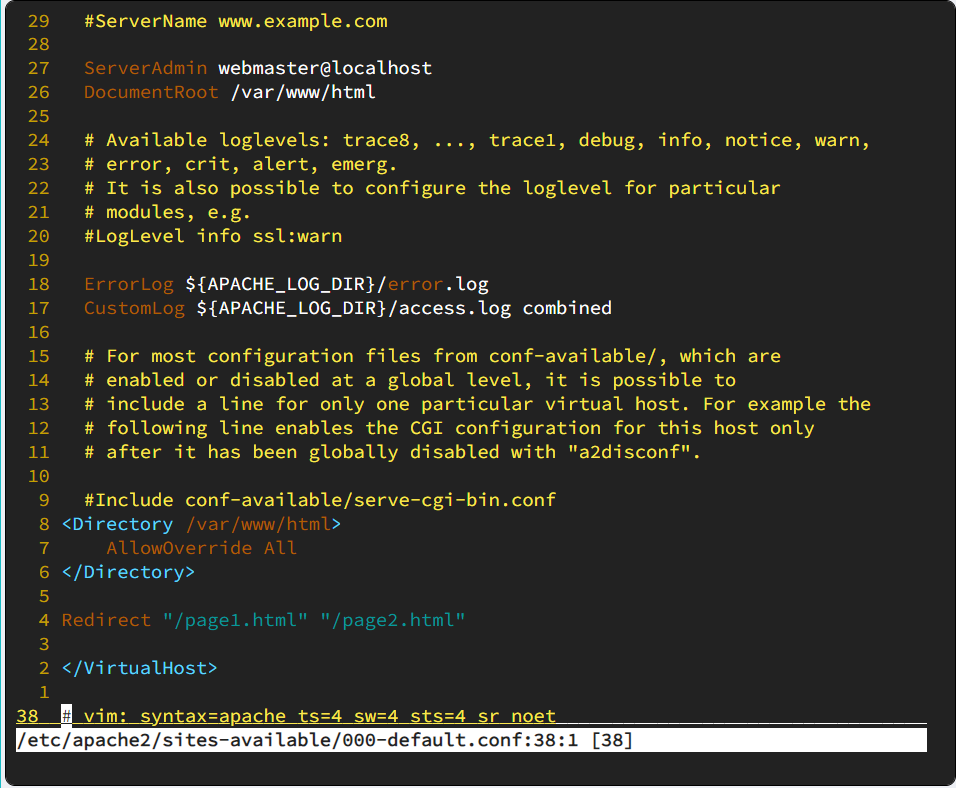 29 #ServerName www.example.com
28
27 ServerAdmin webmaster@localhost
26 DocumentRoot /var/www/html
25
24 # Available loglevels: trace8, ..., trace1, debug, info, notice, warn,
23 # error, crit, alert, emerg.
22 # It is also possible to configure the loglevel for particular
21 # modules, e.g.
20 #LogLevel info ssl:warn
19
18 ErrorLog ${APACHE_LOG_DIR}/error.log
17 CustomLog ${APACHE_LOG_DIR}/access.log combined
16
15 # For most configuration files from conf-available/, which are
14 # enabled or disabled at a global level, it is possible to
13 # include a line for only one particular virtual host. For example the
12 # following line enables the CGI configuration for this host only
11 # after it has been globally disabled with "a2disconf".
10
9 #Include conf-available/serve-cgi-bin.conf
8 <Directory /var/www/html>
7 AllowOverride All
6 </Directory>
5
4 Redirect "/page1.html" "/page2.html"
3
2 </VirtualHost>
1
38 # vim: syntax=apache ts=4 sw=4 sts=4 sr noet
/etc/apache2/sites-available/000-default.conf:38:1 [38]